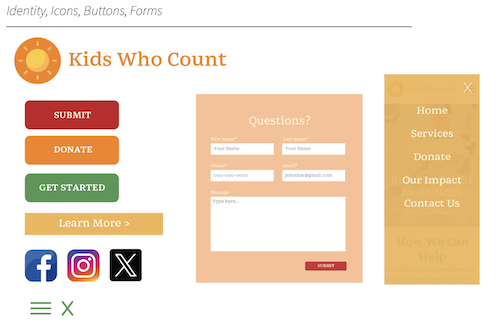 Identity, Icons, Buttons, Forms
Kids Who Count
SUBMIT
DONATE
GET STARTED
Learn More >
Questions?
First Name* Last Name*
Your Name Your Name
Phone* Email*
000-000-0000 johndoe@gmail.com
Message
Type here...
SUBMIT
X
Home
Services
Donate
Our Impact
Contact Us
How We Can
Help